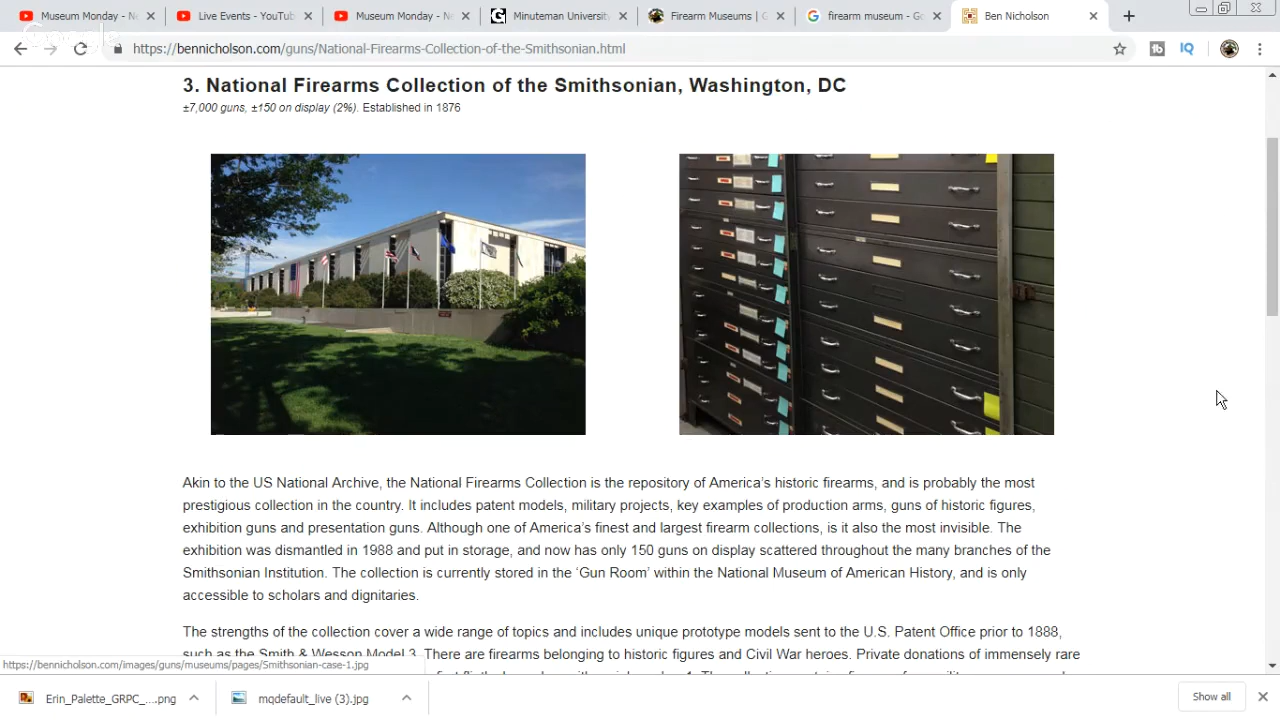 Museum Monday - Ne
Live Events - YouTub
Museum Monday - Ne
Minuteman University
Firearm Museums | G
firearm museum - Go
Ben Nicholson
Google
https://bennicholson.com/guns/National-Firearms-Collection-of-the-Smithsonian.html
3. National Firearms Collection of the Smithsonian, Washington, DC
±7,000 guns, ±150 on display (2%). Established in 1876
Akin to the US National Archive, the National Firearms Collection is the repository of America's historic firearms, and is probably the most
prestigious collection in the country. It includes patent models, military projects, key examples of production arms, guns of historic figures,
exhibition guns and presentation guns. Although one of America's finest and largest firearm collections, is it also the most invisible. The
exhibition was dismantled in 1988 and put in storage, and now has only 150 guns on display scattered throughout the many branches of the
Smithsonian Institution. The collection is currently stored in the 'Gun Room' within the National Museum of American History, and is only
accessible to scholars and dignitaries.
The strengths of the collection cover a wide range of topics and includes unique prototype models sent to the U.S. Patent Office prior to 1888,
such as the Smith & Wesson Model 3. There are firearms belonging to historic figures and Civil War heroes. Private donations of immensely rare
https://bennicholson.com/images/guns/museums/pages/Smithsonian-case-1.jpg
Erin_Palette_GRPC_....png
mqdefault_live (3).jpg
Show all